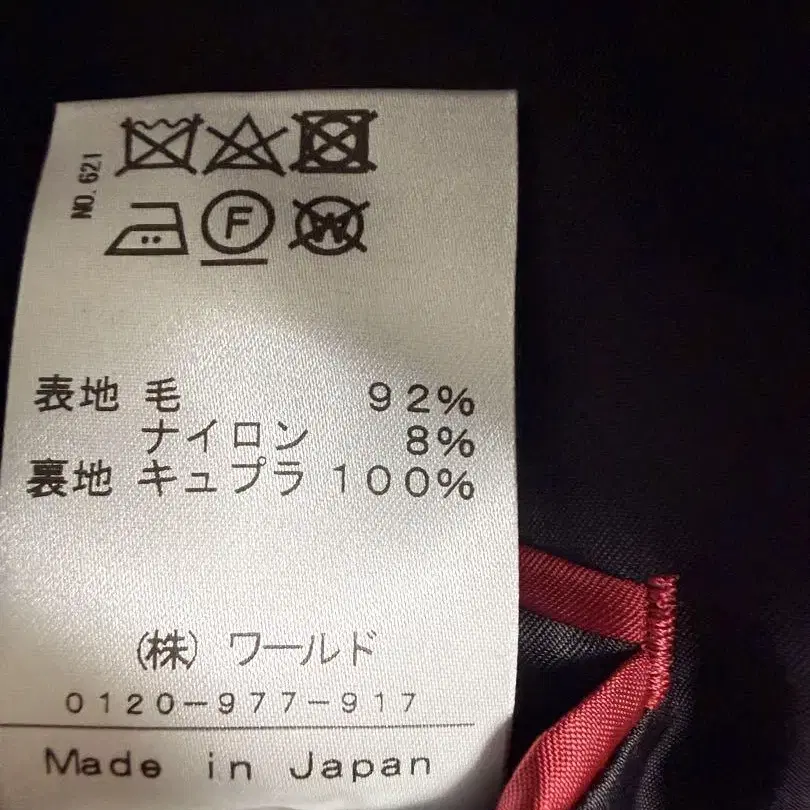 NO. 621
F
W
表地 毛 92%
ナイロン 8%
裏地 キュプラ 100%
(株) ワールド
0120-977-917
Made in Japan